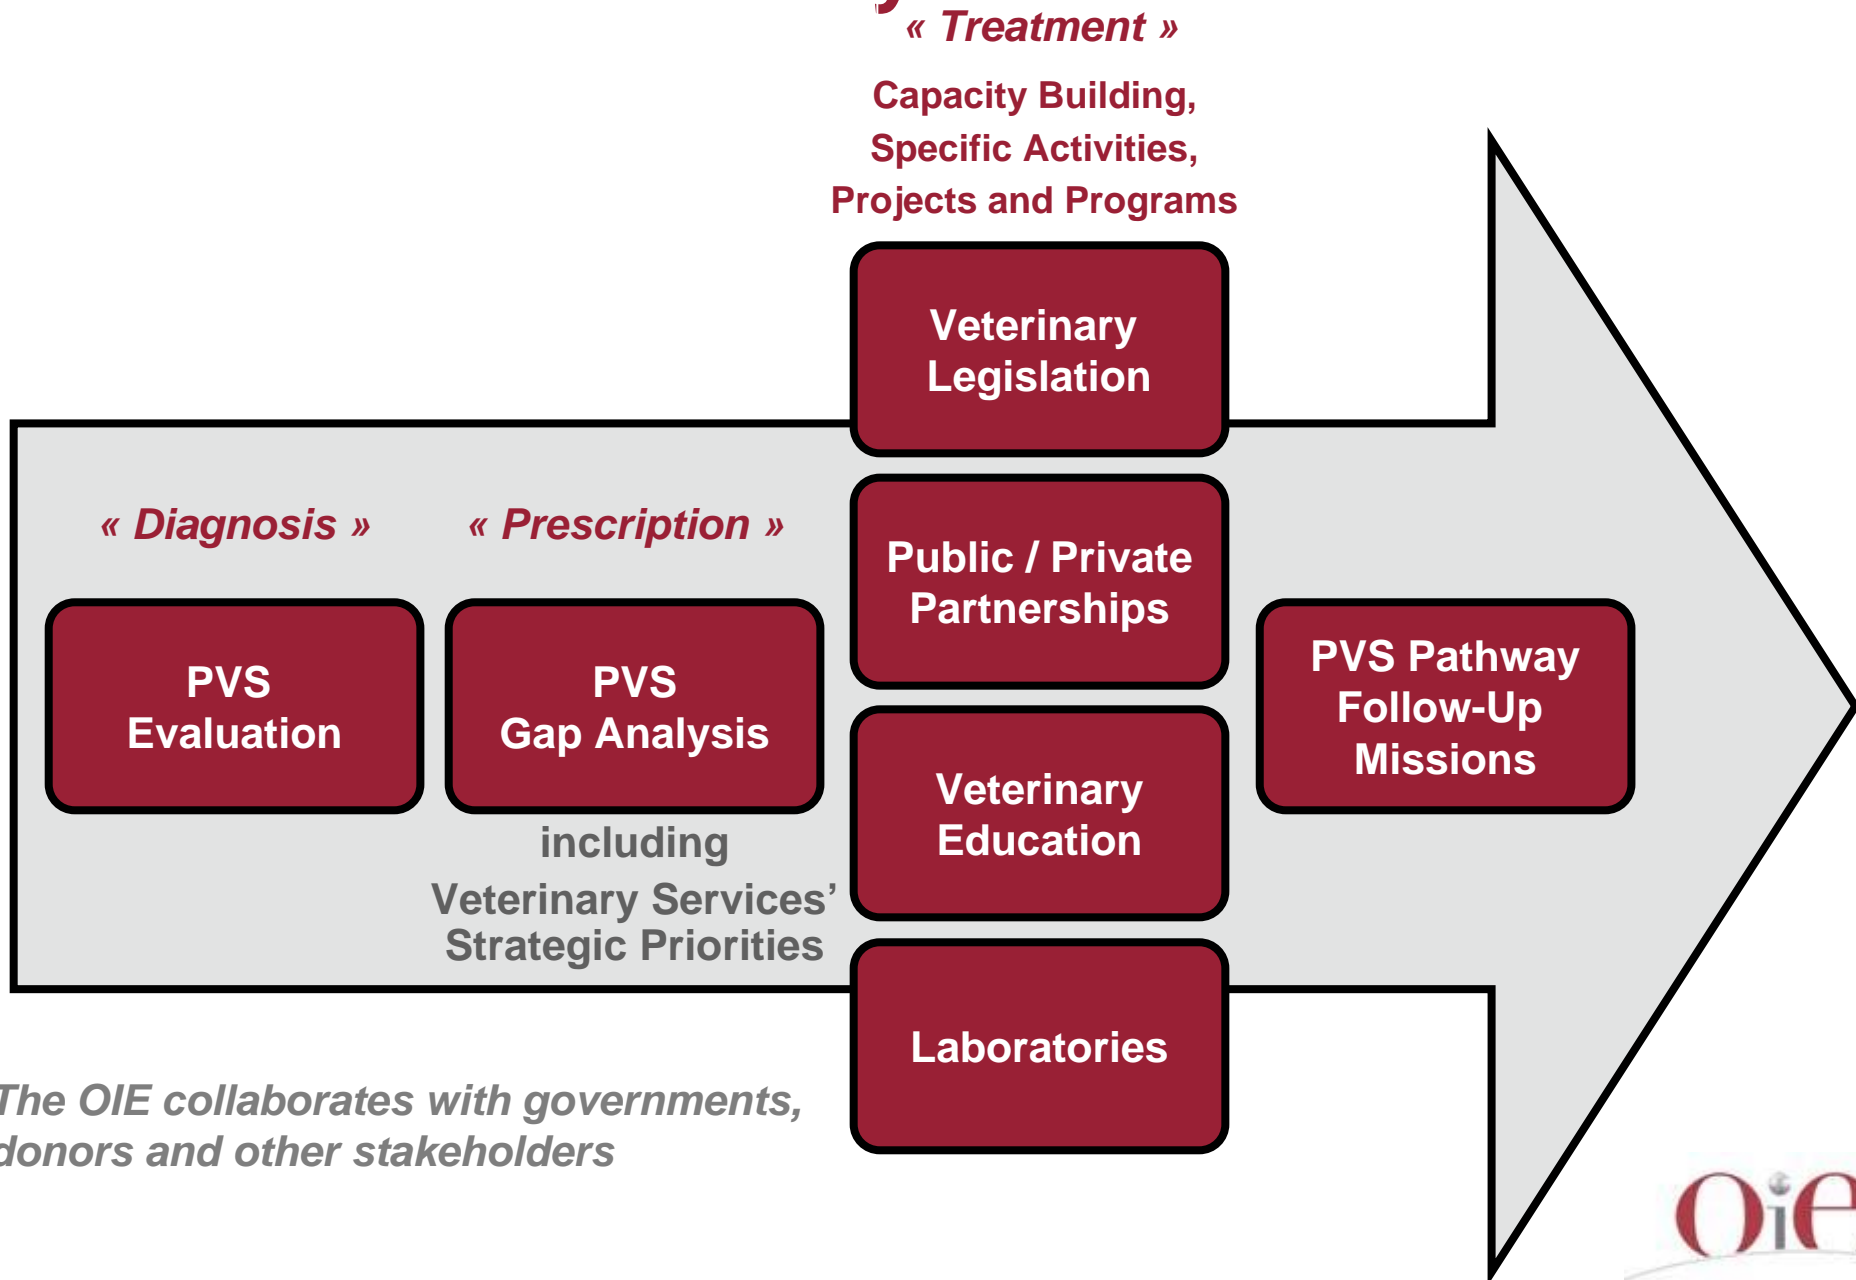 « Treatment »
Capacity Building,
Specific Activities,
Projects and Programs
Veterinary
Legislation
« Diagnosis »
« Prescription »
Public / Private
Partnerships
PVS
Evaluation
PVS
Gap Analysis
PVS Pathway
Follow-Up
Missions
Veterinary
Education
including
Veterinary Services’
Strategic Priorities
Laboratories
The OIE collaborates with governments,
donors and other stakeholders
OiE